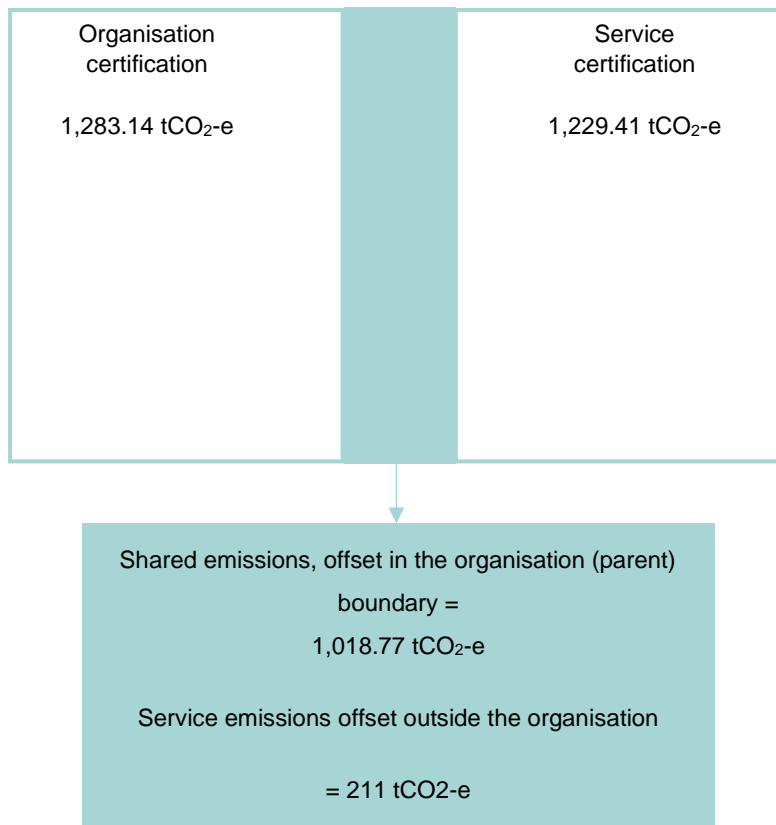 Organisation
certification
1,283.14 tCO₂-e
Service
certification
1,229.41 tCO₂-e
Shared emissions, offset in the organisation (parent)
boundary =
1,018.77 tCO₂-e
Service emissions offset outside the organisation
= 211 tCO2-e